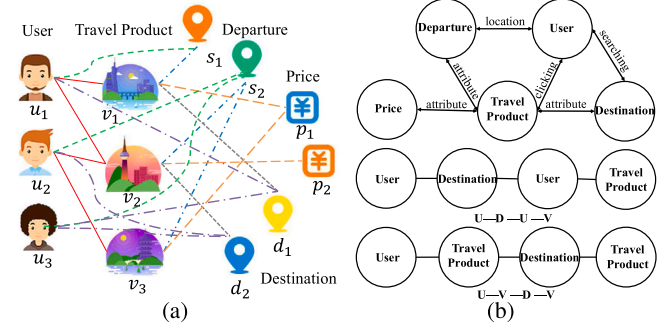 User
Travel Product
Departure
s1
s2
Price
u1
v1
p1
u2
v2
p2
u3
v3
d1
d2
Destination
(a)
(b)
Departure
location
User
searching
attribute
clicking
Price
attribute
Travel
Product
attribute
Destination
User
Destination
User
Travel
Product
U—D—U—V
User
Travel
Product
Destination
Travel
Product
U—V—D—V
¥
¥